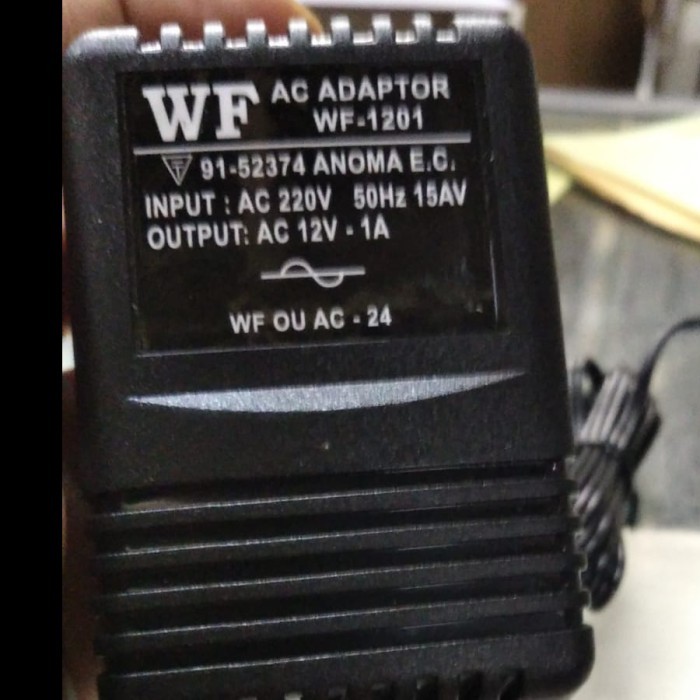 WF AC ADAPTOR
WF-1201
91-52374 ANOMA E.C.
INPUT : AC 220V 50Hz 15AV
OUTPUT: AC 12V - 1A
WF OU AC - 24